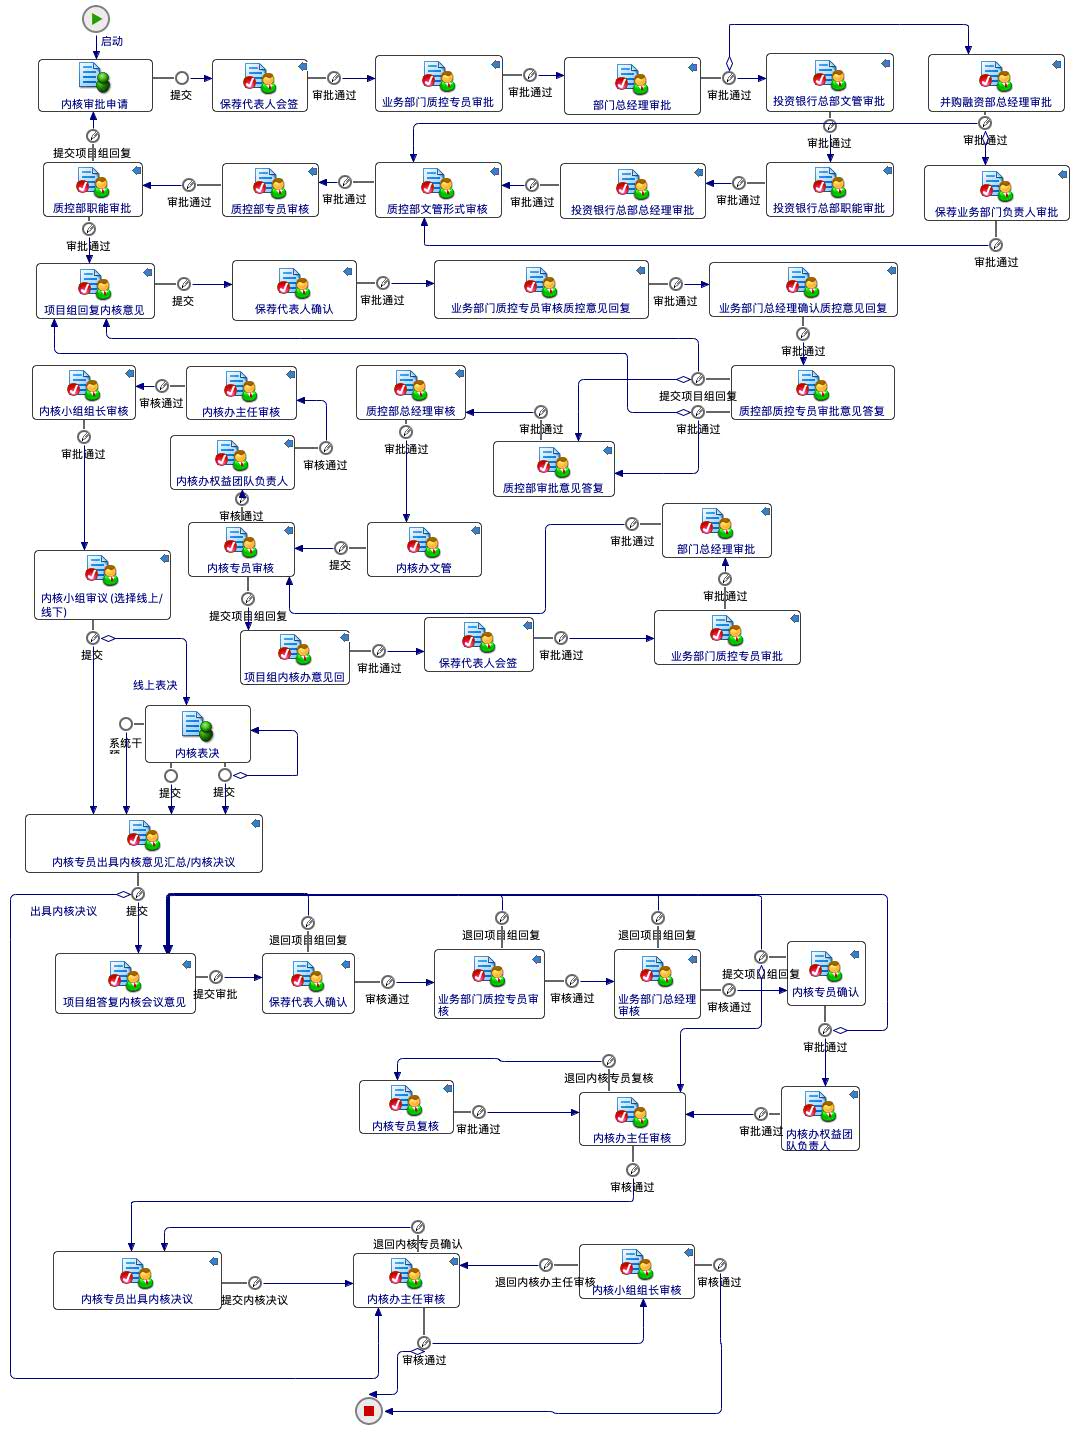 启动
内核审批申请
提交
保荐代表人会签
审批通过
业务部门质控专员审批
审批通过
部门总经理审批
审批通过
投资银行总部文管审批
并购融资部总经理审批
审批通过
审批通过
提交项目组回复
质控部职能审批
审批通过
质控部专员审核
审批通过
质控部文管形式审核
审批通过
投资银行总部总经理审批
审批通过
投资银行总部职能审批
保荐业务部门负责人审批
审批通过
审批通过
项目组回复内核意见
提交
保荐代表人确认
审批通过
业务部门质控专员审核质控意见回复
审批通过
业务部门总经理确认质控意见回复
审批通过
内核小组组长审核
审核通过
内核办主任审核
质控部总经理审核
提交项目组回复
质控部质控专员审批意见答复
审批通过
审批通过
审批通过
审批通过
内核办权益团队负责人
审核通过
质控部审批意见答复
审核通过
内核专员审核
提交
内核办文管
审批通过
部门总经理审批
内核小组审议 (选择线上/
线下)
审批通过
提交项目组回复
提交
项目组内核办意见回
审批通过
保荐代表人会签
审批通过
业务部门质控专员审批
线上表决
系统干
内核表决
提交
提交
内核专员出具内核意见汇总/内核决议
出具内核决议
提交
退回项目组回复
退回项目组回复
退回项目组回复
提交项目组回复
项目组答复内核会议意见
提交审批
保荐代表人确认
审核通过
业务部门质控专员审
核
审核通过
业务部门总经理
审核
审核通过
内核专员确认
审批通过
退回内核专员复核
内核专员复核
审批通过
内核办主任审核
审批通过
内核办权益团
队负责人
审核通过
退回内核专员确认
内核专员出具内核决议
提交内核决议
内核办主任审核
退回内核办主任审核
内核小组组长审核
审核通过
审核通过